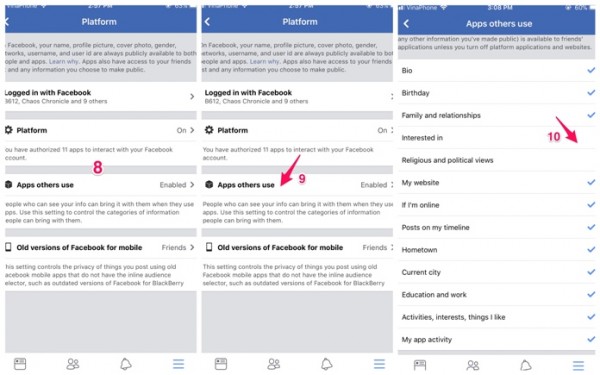 VinaPhone
Platform
On Facebook, your name, profile picture, cover photo, gender,
networks, username, and user id are always publicly available to both
people and apps. Learn why. Apps also have access to your friends
list and any information you choose to make public.
Logged in with Facebook
B612, Chaos Chronicle and 9 others
Platform
On
You have authorized 11 apps to interact with your Facebook
account.
8
Apps others use
Enabled
People who can see your info can bring it with them when they use
apps. Use this setting to control the categories of information
people can bring with them.
Old versions of Facebook for mobile
Friends
This setting controls the privacy of things you post using old
Facebook mobile apps that do not have the inline audience
selector, such as outdated versions of Facebook for BlackBerry
VinaPhone
Platform
On Facebook, your name, profile picture, cover photo, gender,
networks, username, and user id are always publicly available to both
people and apps. Learn why. Apps also have access to your friends
list and any information you choose to make public.
Logged in with Facebook
B612, Chaos Chronicle and 9 others
Platform
On
You have authorized 11 apps to interact with your Facebook
account.
9
Apps others use
Enabled
People who can see your info can bring it with them when they use
apps. Use this setting to control the categories of information
people can bring with them.
Old versions of Facebook for mobile
Friends
This setting controls the privacy of things you post using old
Facebook mobile apps that do not have the inline audience
selector, such as outdated versions of Facebook for BlackBerry
VinaPhone
3:08 PM
60%
Apps others use
any other information you've made public) is available to friends'
applications unless you turn off platform applications and websites.
Bio
Birthday
Family and relationships
10
Interested in
Religious and political views
My website
If I'm online
Posts on my timeline
Hometown
Current city
Education and work
Activities, interests, things I like
My app activity